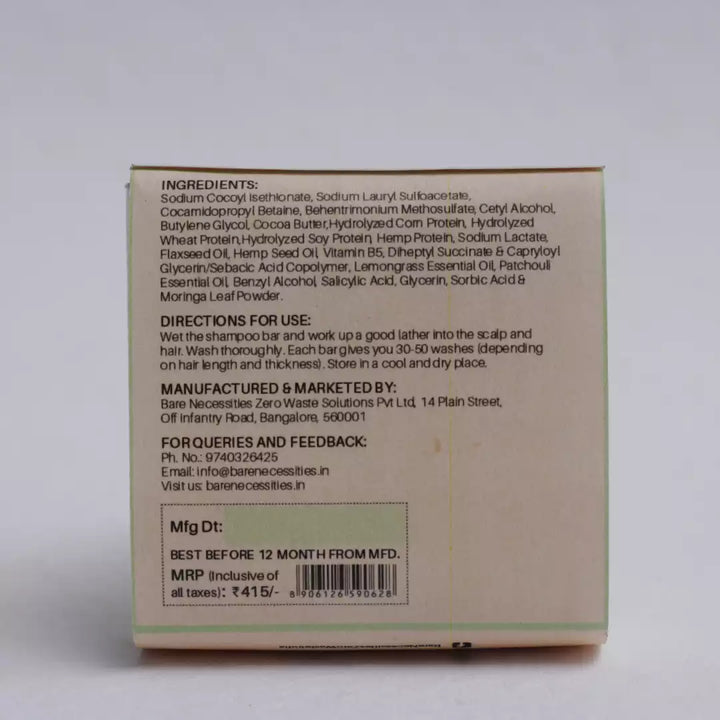 INGREDIENTS:
Sodium Cocoyl Isethionate, Sodium Lauryl Sulfoacetate,
Cocamidopropyl Betaine, Behentrimonium Methosulfate, Cetyl Alcohol,
Butylene Glycol, Cocoa Butter,Hydrolyzed Corn Protein, Hydrolyzed
Wheat Protein,Hydrolyzed Soy Protein, Hemp Protein, Sodium Lactate,
Flaxseed Oil, Hemp Seed Oil, Vitamin B5, Diheptyl Succinate & Capryloyl
Glycerin/Sebacic Acid Copolymer, Lemongrass Essential Oil, Patchouli
Essential Oil, Benzyl Alcohol, Salicylic Acid, Glycerin, Sorbic Acid &
Moringa Leaf Powder.
DIRECTIONS FOR USE:
Wet the shampoo bar and work up a good lather into the scalp and
hair. Wash thoroughly. Each bar gives you 30-50 washes (depending
on hair length and thickness). Store in a cool and dry place.
MANUFACTURED & MARKETED BY:
Bare Necessities Zero Waste Solutions Pvt Ltd, 14 Plain Street,
Off Infantry Road, Bangalore, 560001
FOR QUERIES AND FEEDBACK:
Ph. No.: 9740326425
Email: info@barenecessities.in
Visit us: barenecessities.in
Mfg Dt:
BEST BEFORE 12 MONTH FROM MFD.
MRP (Inclusive of
all taxes): ₹415/-
8 906126 590628